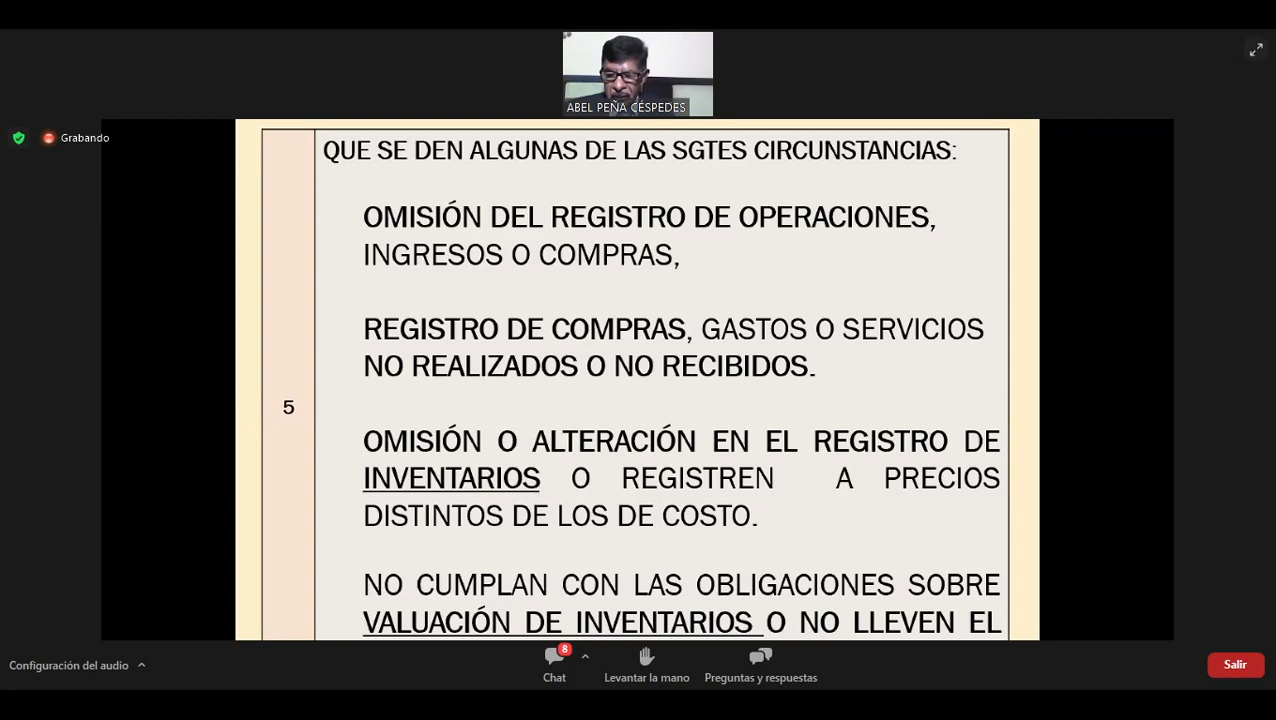 ABEL PEÑA CÉSPEDES
Grabando
QUE SE DEN ALGUNAS DE LAS SGTES CIRCUNSTANCIAS:
OMISIÓN DEL REGISTRO DE OPERACIONES,
INGRESOS O COMPRAS,
REGISTRO DE COMPRAS, GASTOS O SERVICIOS
NO REALIZADOS O NO RECIBIDOS.
5
OMISIÓN O ALTERACIÓN EN EL REGISTRO DE
INVENTARIOS O REGISTREN A PRECIOS
DISTINTOS DE LOS DE COSTO.
NO CUMPLAN CON LAS OBLIGACIONES SOBRE
VALUACIÓN DE INVENTARIOS O NO LLEVEN EL
8
Configuración del audio
Chat
Levantar la mano
Preguntas y respuestas
Salir